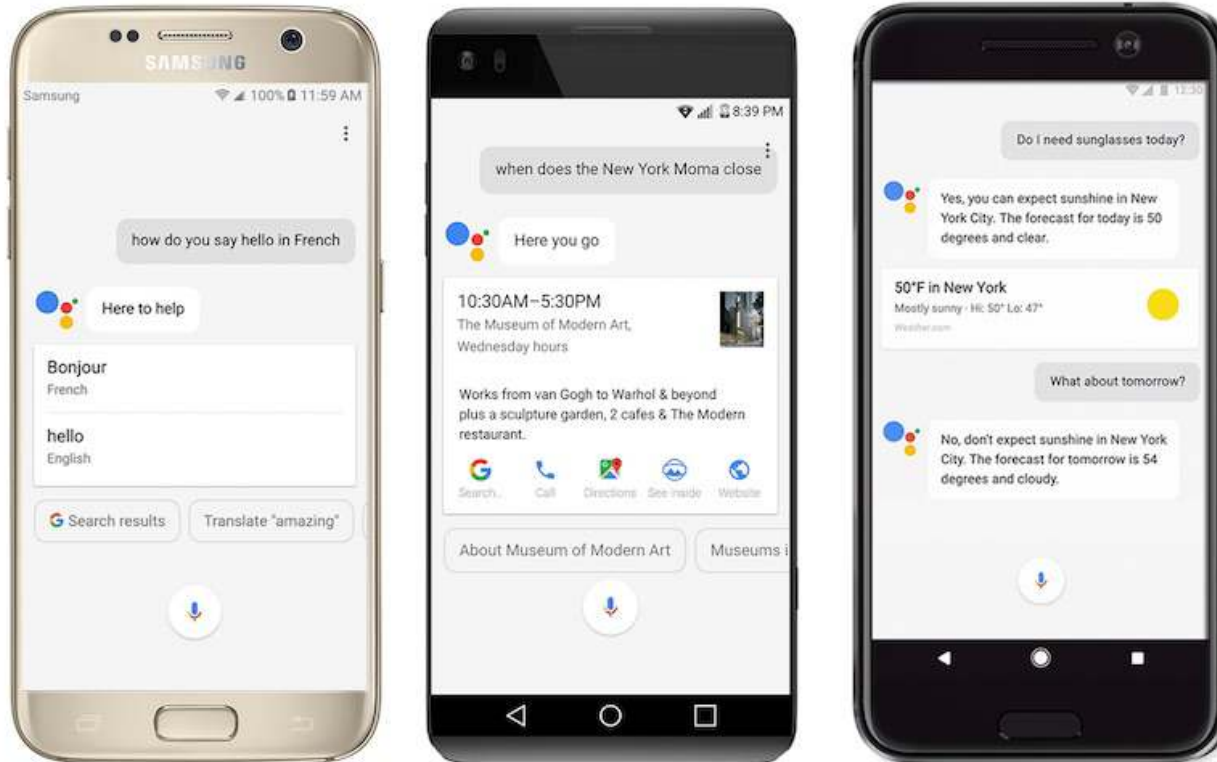 SAMSUNG
Samsung
100% 11:59 AM
how do you say hello in French
Here to help
Bonjour
French
hello
English
G Search results
Translate "amazing"
8:39 PM
when does the New York Moma close
Here you go
10:30AM–5:30PM
The Museum of Modern Art,
Wednesday hours
Works from van Gogh to Warhol & beyond
plus a sculpture garden, 2 cafes & The Modern
restaurant.
G
Search..
Call
Directions
See inside
Website
About Museum of Modern Art
Museums i
12:30
Do I need sunglasses today?
Yes, you can expect sunshine in New
York City. The forecast for today is 50
degrees and clear.
50°F in New York
Mostly sunny · Hi: 50° Lo: 47°
Weather.com
What about tomorrow?
No, don't expect sunshine in New York
City. The forecast for tomorrow is 54
degrees and cloudy.